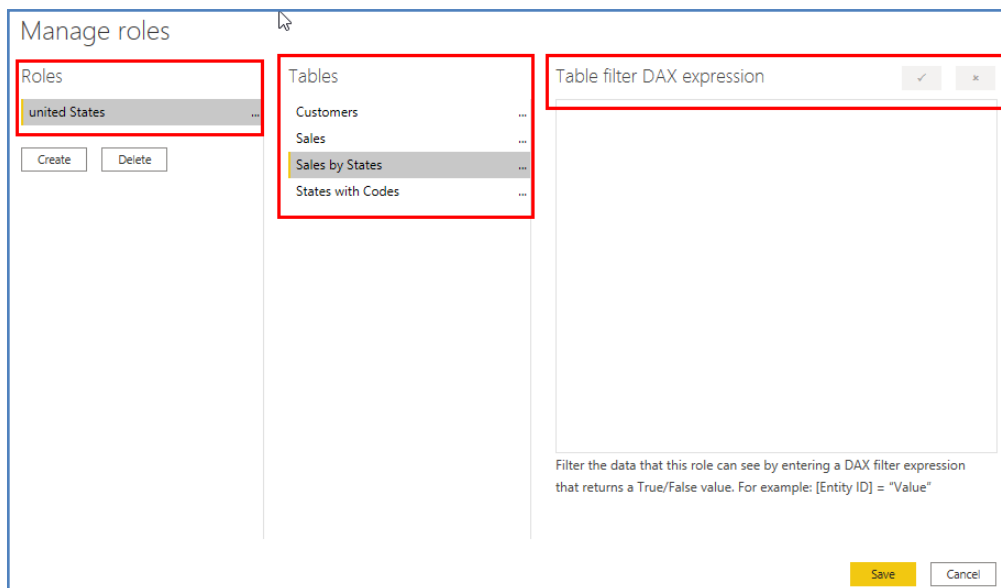 Manage roles
Roles
united States
...
Create
Delete
Tables
Customers
...
Sales
...
Sales by States
...
States with Codes
...
Table filter DAX expression
Filter the data that this role can see by entering a DAX filter expression
that returns a True/False value. For example: [Entity ID] = “Value“
Save
Cancel